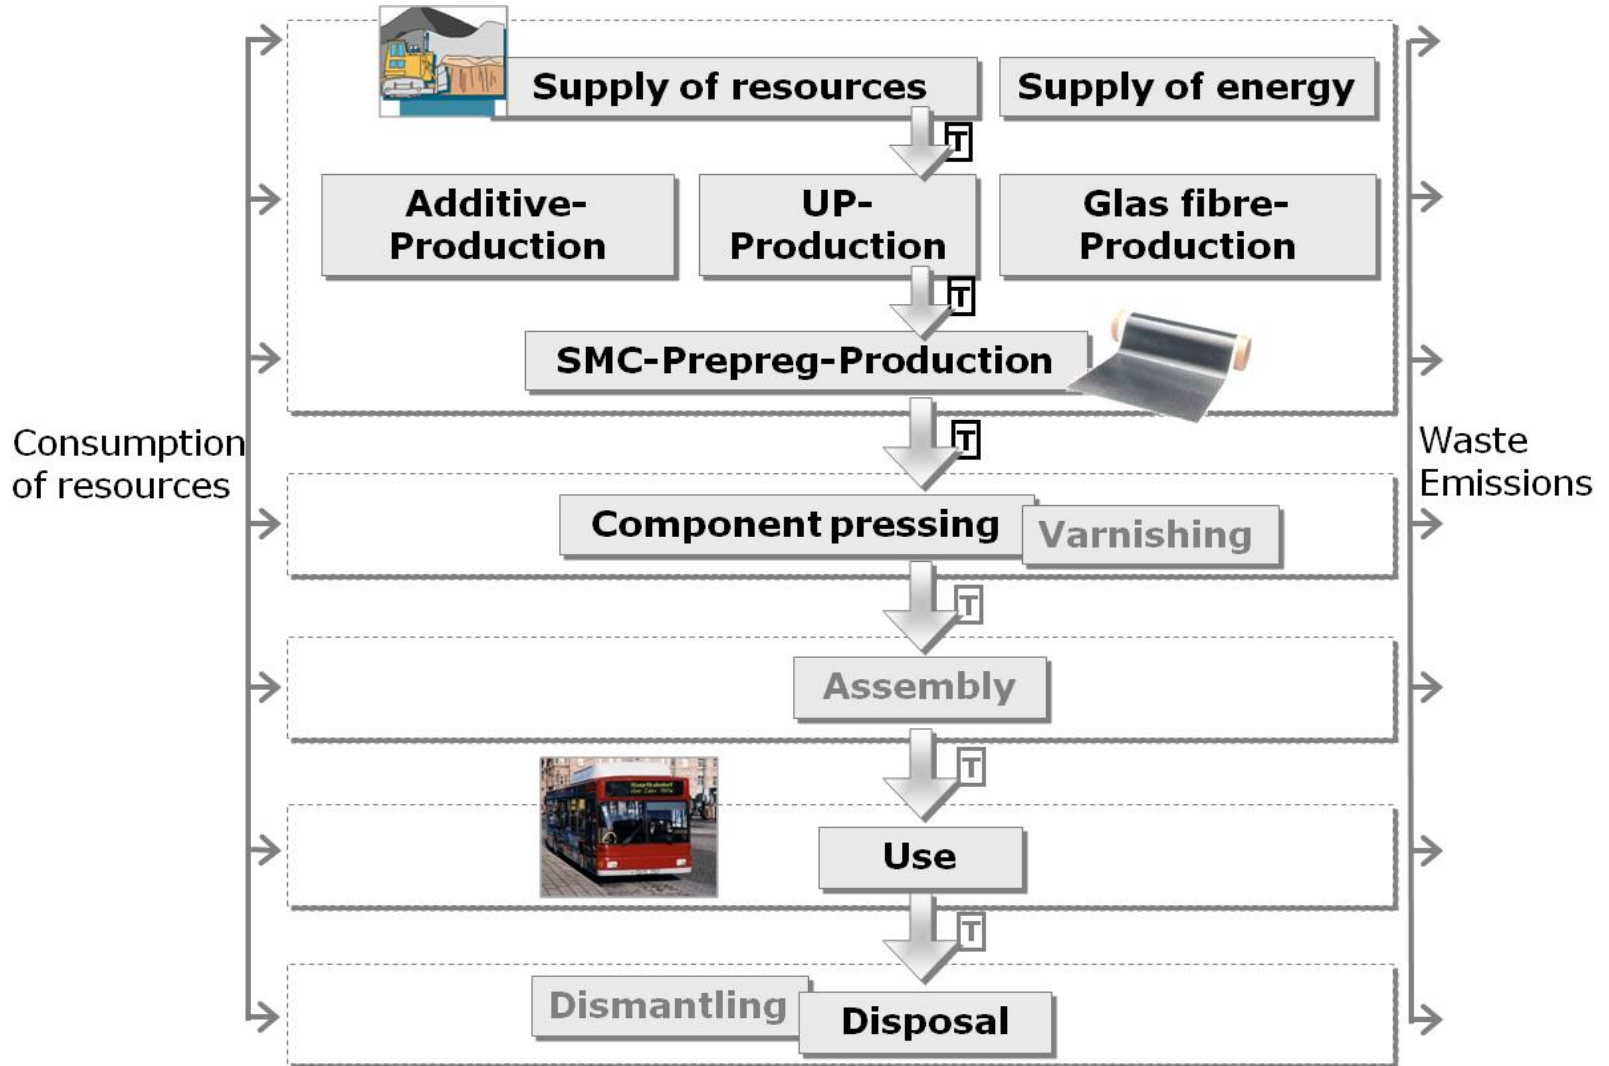 Supply of resources
Supply of energy
T
Additive-
Production
UP-
Production
Glas fibre-
Production
T
SMC-Prepreg-Production
T
Consumption
of resources
Waste
Emissions
Component pressing
Varnishing
T
Assembly
T
Use
T
Dismantling
Disposal